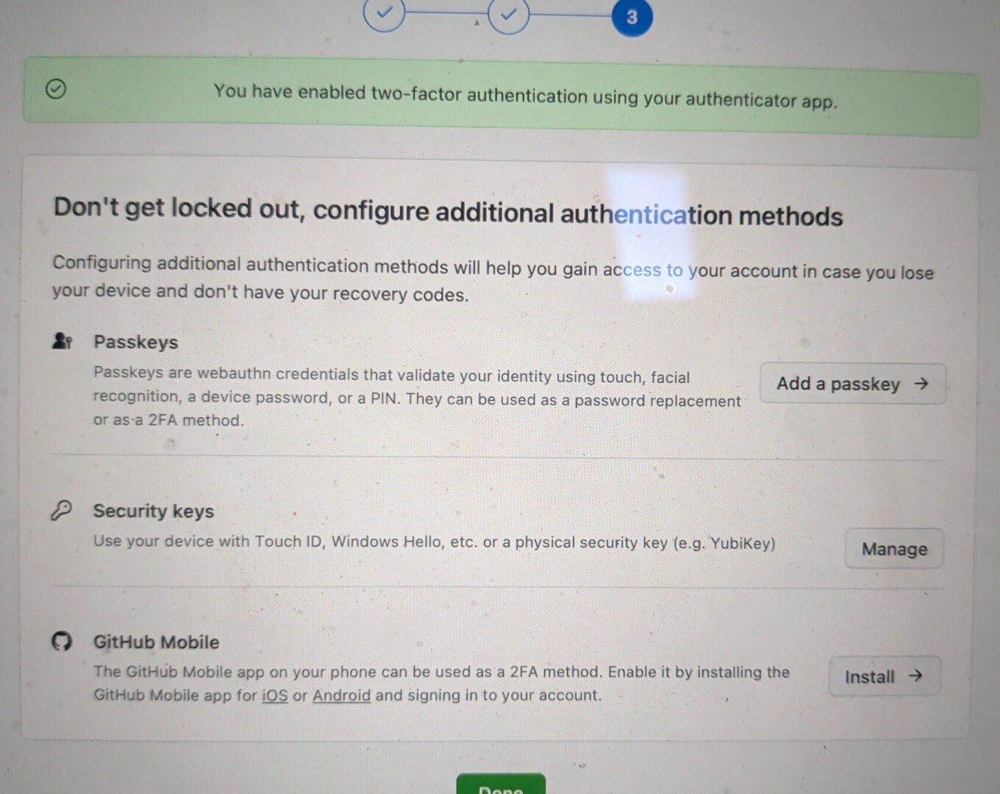 3
You have enabled two-factor authentication using your authenticator app.
Don't get locked out, configure additional authentication methods
Configuring additional authentication methods will help you gain access to your account in case you lose
your device and don't have your recovery codes.
Passkeys
Passkeys are webauthn credentials that validate your identity using touch, facial
recognition, a device password, or a PIN. They can be used as a password replacement
or as a 2FA method.
Add a passkey →
Security keys
Use your device with Touch ID, Windows Hello, etc. or a physical security key (e.g. YubiKey)
Manage
GitHub Mobile
The GitHub Mobile app on your phone can be used as a 2FA method. Enable it by installing the
GitHub Mobile app for iOS or Android and signing in to your account.
Install →
Done